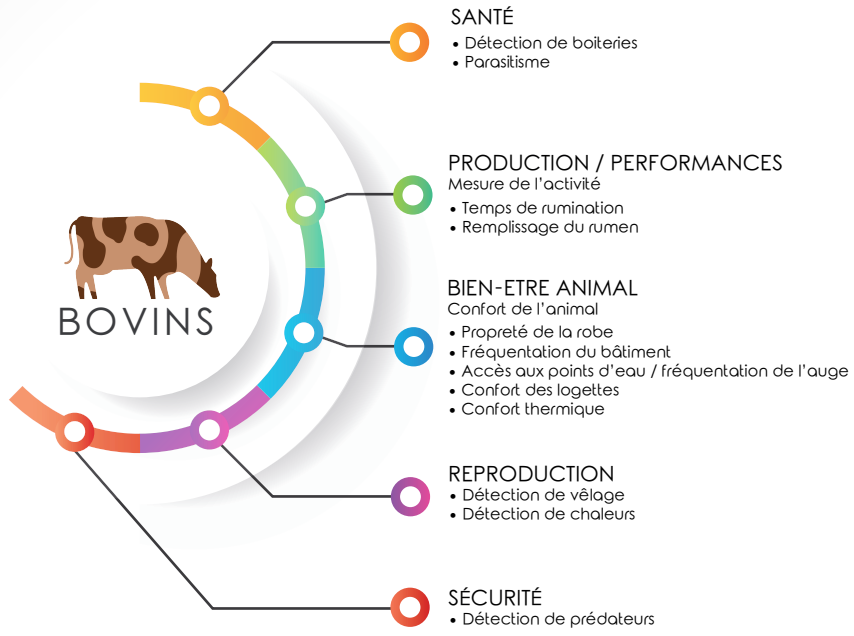 SANTÉ
• Détection de boiteries
• Parasitisme
PRODUCTION / PERFORMANCES
Mesure de l'activité
• Temps de rumination
• Remplissage du rumen
BOVINS
BIEN-ETRE ANIMAL
Confort de l'animal
• Propreté de la robe
• Fréquentation du bâtiment
• Accès aux points d'eau / fréquentation de l'auge
• Confort des logettes
• Confort thermique
REPRODUCTION
• Détection de vêlage
• Détection de chaleurs
SÉCURITÉ
• Détection de prédateurs